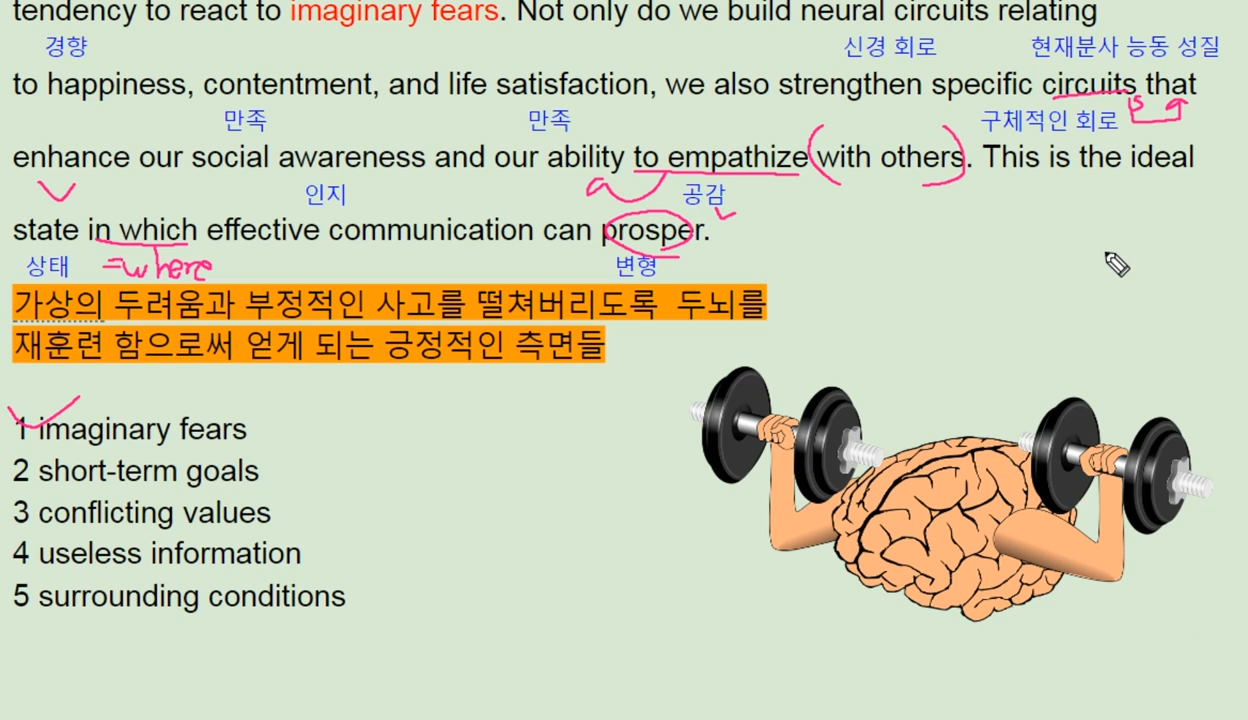 tendency to react to imaginary fears. Not only do we build neural circuits relating
경향 신경 회로 현재분사 능동 성질
to happiness, contentment, and life satisfaction, we also strengthen specific circuits that
만족 만족 구체적인 회로
enhance our social awareness and our ability to empathize with others. This is the ideal
인지 공감
state in which effective communication can prosper.
상태 =where 변형
가상의 두려움과 부정적인 사고를 떨쳐버리도록 두뇌를
재훈련 함으로써 얻게 되는 긍정적인 측면들
1 imaginary fears
2 short-term goals
3 conflicting values
4 useless information
5 surrounding conditions